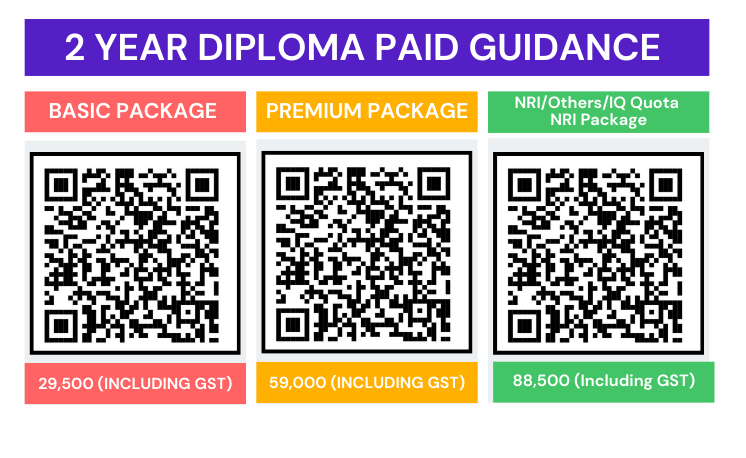 2 YEAR DIPLOMA PAID GUIDANCE
BASIC PACKAGE
PREMIUM PACKAGE
NRI/Others/IQ Quota
NRI Package
29,500 (INCLUDING GST)
59,000 (INCLUDING GST)
88,500 (Including GST)